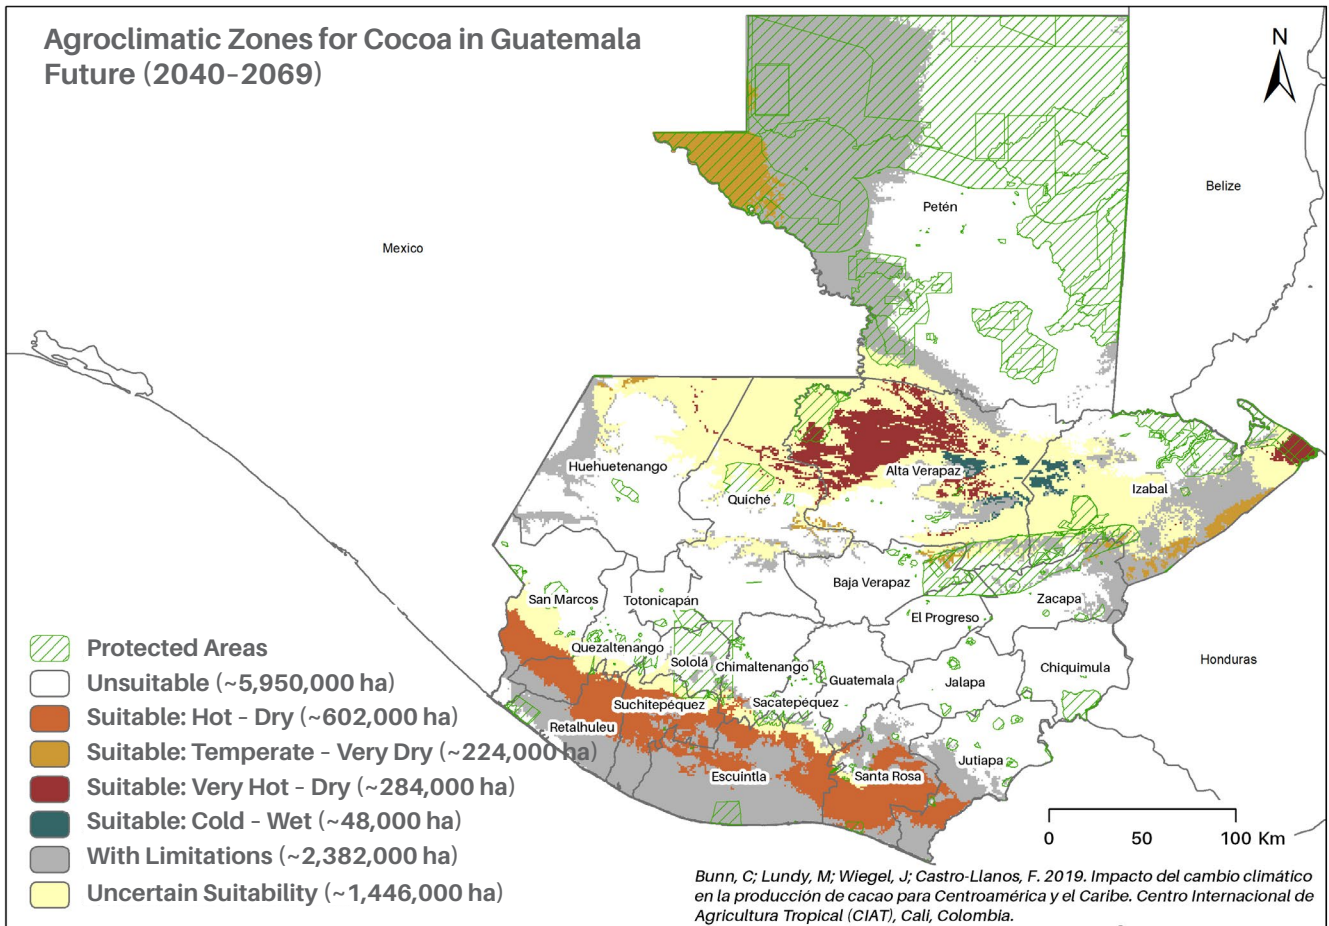 Agroclimatic Zones for Cocoa in Guatemala
Future (2040–2069)
N
Belize
Petén
Mexico
Huehuetenango
Alta Verapaz
Quiché
Izabal
Baja Verapaz
San Marcos
Totonicapán
Zacapa
El Progreso
Quezaltenango
Sololá
Chimaltenango
Chiquimula
Honduras
Guatemala
Jalapa
Suchitepéquez
Sacatepéquez
Retalhuleu
Jutiapa
Escuíntla
Santa Rosa
Protected Areas
Unsuitable (~5,950,000 ha)
Suitable: Hot – Dry (~602,000 ha)
Suitable: Temperate – Very Dry (~224,000 ha)
Suitable: Very Hot – Dry (~284,000 ha)
Suitable: Cold – Wet (~48,000 ha)
With Limitations (~2,382,000 ha)
Uncertain Suitability (~1,446,000 ha)
0 50 100 Km
Bunn, C; Lundy, M; Wiegel, J; Castro-Llanos, F. 2019. Impacto del cambio climático
en la producción de cacao para Centroamérica y el Caribe. Centro Internacional de
Agricultura Tropical (CIAT), Cali, Colombia.